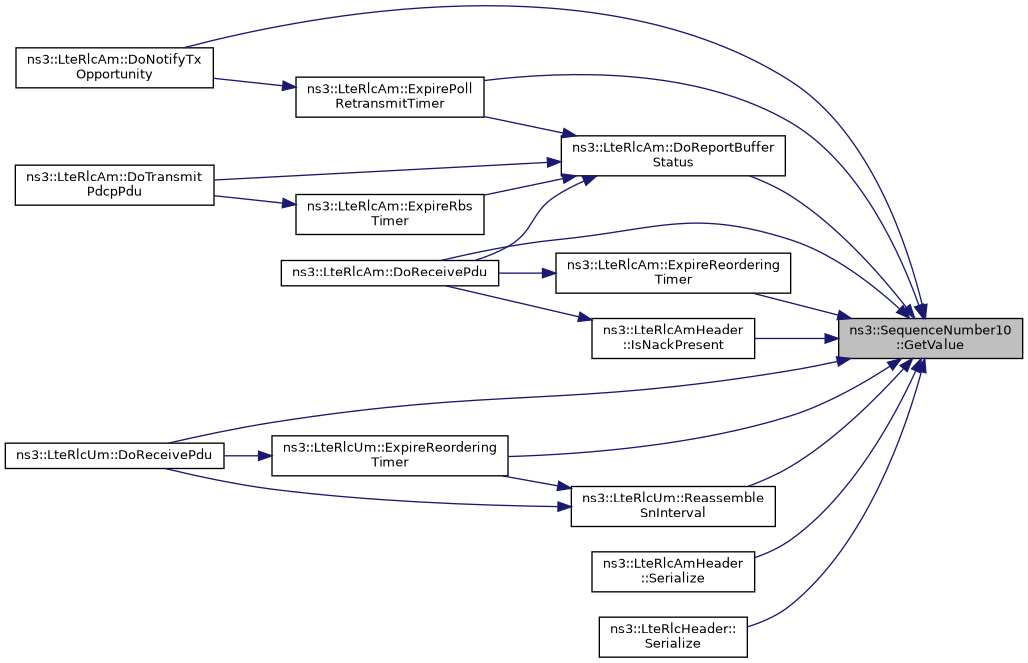 ns3::LteRlcAm::DoNotifyTx
Opportunity
ns3::LteRlcAm::ExpirePoll
RetransmitTimer
ns3::LteRlcAm::DoReportBuffer
Status
ns3::LteRlcAm::DoTransmit
PdcpPdu
ns3::LteRlcAm::ExpireRbs
Timer
ns3::LteRlcAm::DoReceivePdu
ns3::LteRlcAm::ExpireReordering
Timer
ns3::LteRlcAmHeader
::IsNackPresent
ns3::SequenceNumber10
::GetValue
ns3::LteRlcUm::DoReceivePdu
ns3::LteRlcUm::ExpireReordering
Timer
ns3::LteRlcUm::Reassemble
SnInterval
ns3::LteRlcAmHeader
::Serialize
ns3::LteRlcHeader::
Serialize